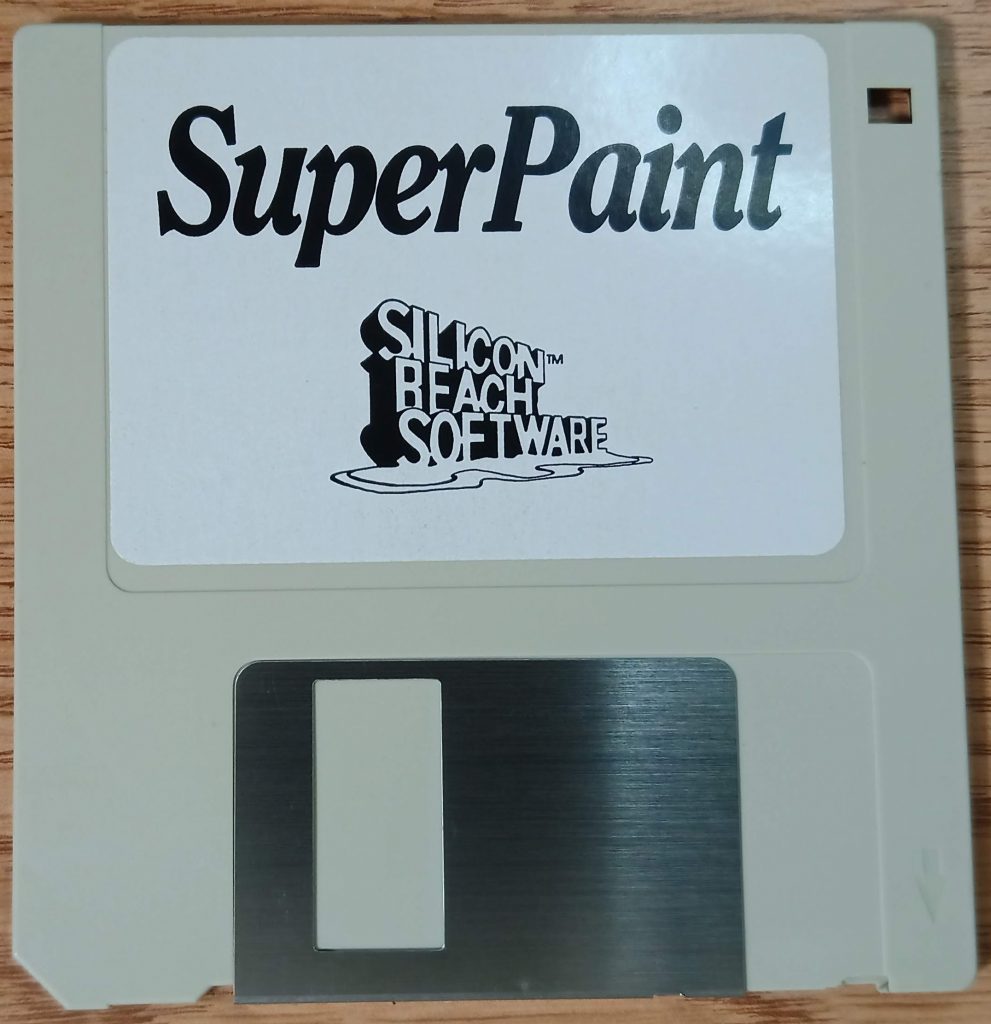 SuperPaint
SILICON™
BEACH
SOFTWARE